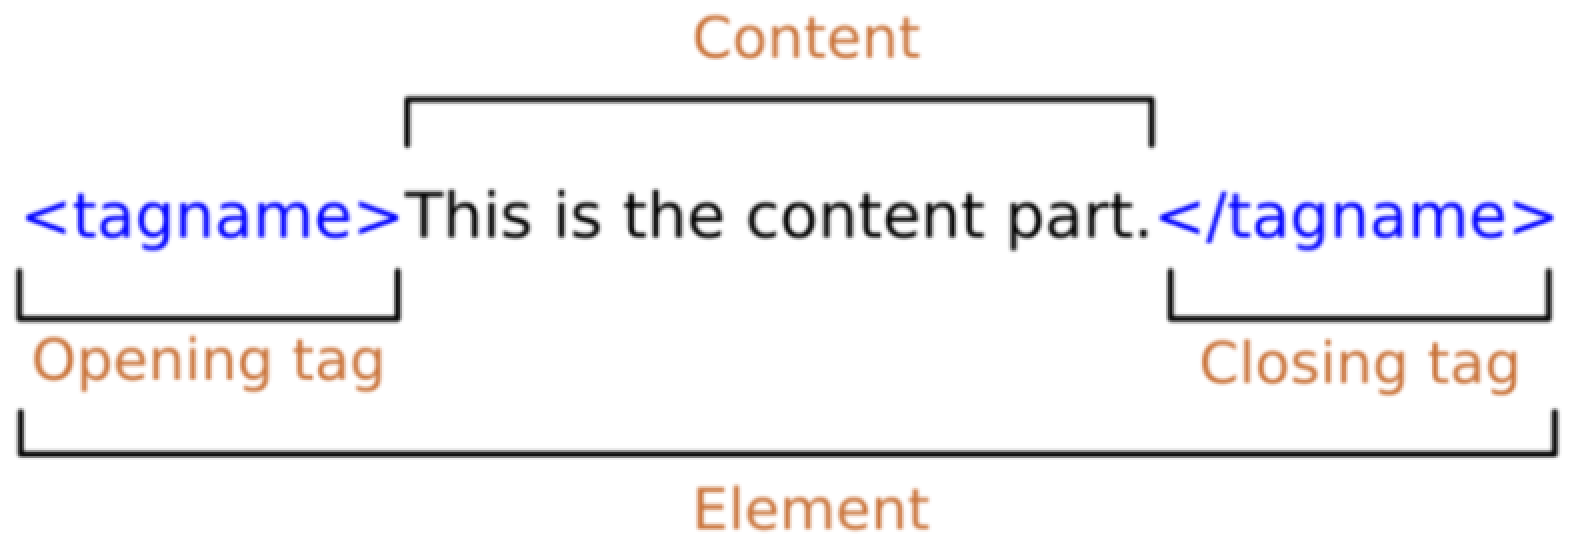 Content
<tagname>This is the content part.</tagname>
Opening tag
Closing tag
Element